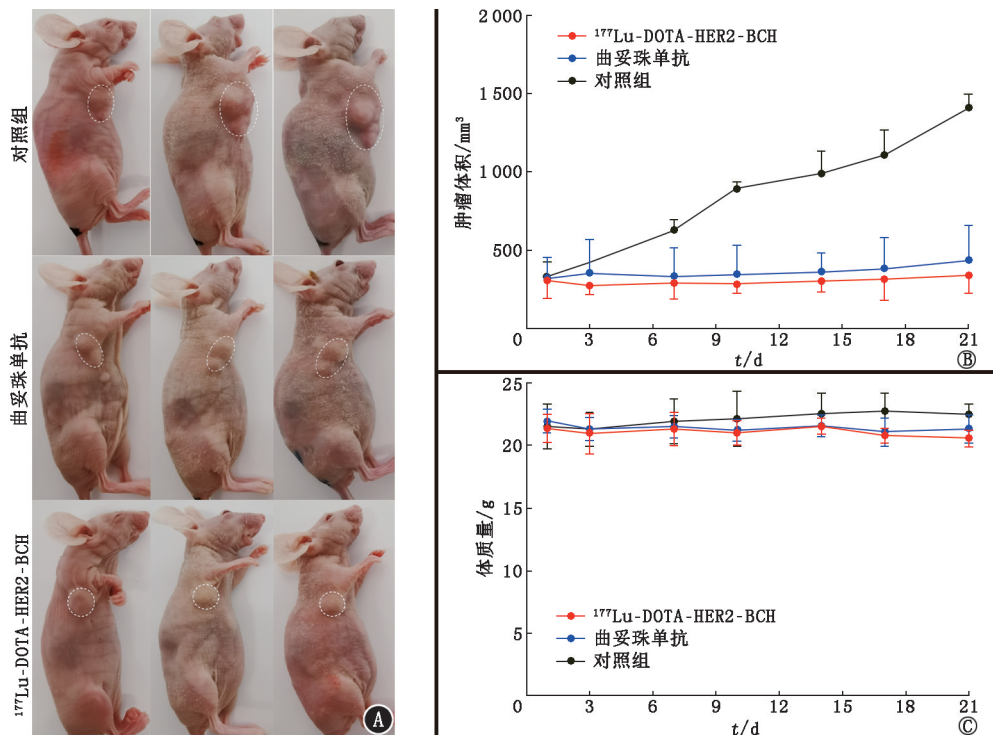 对照组
曲妥珠单抗
¹⁷⁷Lu-DOTA-HER2-BCH
A
2 000
1 500
1 000
500
0
肿瘤体积/mm³
¹⁷⁷Lu-DOTA-HER2-BCH
曲妥珠单抗
对照组
0 3 6 9 12 15 18 21
t/d
B
25
20
15
10
5
体质量/g
¹⁷⁷Lu-DOTA-HER2-BCH
曲妥珠单抗
对照组
0 3 6 9 12 15 18 21
t/d
C